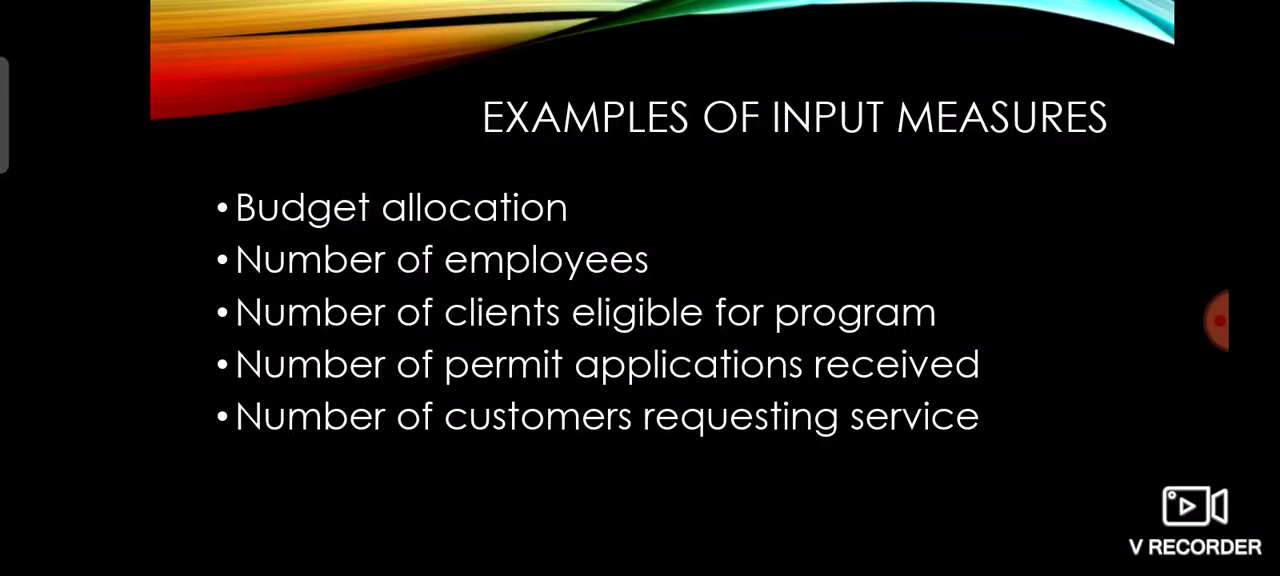 EXAMPLES OF INPUT MEASURES
• Budget allocation
• Number of employees
• Number of clients eligible for program
• Number of permit applications received
• Number of customers requesting service
V RECORDER